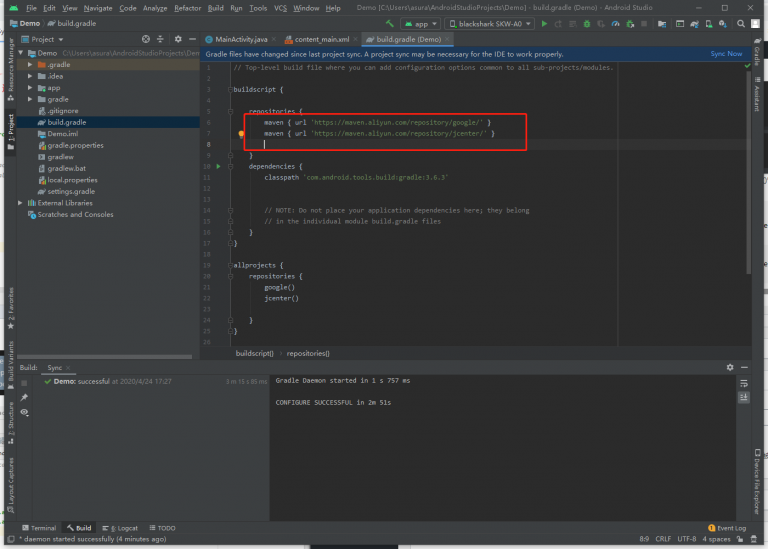 File Edit View Navigate Code Analyze Refactor Build Run Tools VCS Window Help Demo [C:\Users\asura\AndroidStudioProjects\Demo] - Android Studio
Demo build.gradle app blackshark SKW-A0
Project MainActivity.java content_main.xml build.gradle (Demo)
Gradle files have changed since last project sync. A project sync may be necessary for the IDE to work properly. Sync Now
Demo C:\Users\asura\AndroidStudioProjects\Dem
.gradle
.idea
app
gradle
.gitignore
build.gradle
Demo.iml
gradle.properties
gradlew
gradlew.bat
local.properties
settings.gradle
External Libraries
Scratches and Consoles
// Top-level build file where you can add configuration options common to all sub-projects/modules.
buildscript {
repositories {
6 maven { url 'https://maven.aliyun.com/repository/google/' }
7 maven { url 'https://maven.aliyun.com/repository/jcenter/' }
8
9 }
10 dependencies {
11 classpath 'com.android.tools.build:gradle:3.6.3'
14 // NOTE: Do not place your application dependencies here; they belong
15 // in the individual module build.gradle files
16 }
17 }
19 allprojects {
20 repositories {
21 google()
22 jcenter()
24 }
25 }
26
buildscript{} repositories{}
Resource Manager
1: Project
2: Favorites
Build Variants
7: Structure
Layout Captures
Gradle
Assistant
Device File Explorer
Build: Sync
Demo: successful at 2020/4/24 17:27 3 m 15 s 85 ms
Gradle Daemon started in 1 s 757 ms
CONFIGURE SUCCESSFUL in 2m 51s
Terminal Build 6: Logcat TODO Event Log
* daemon started successfully (4 minutes ago) 8:9 CRLF UTF-8 4 spaces